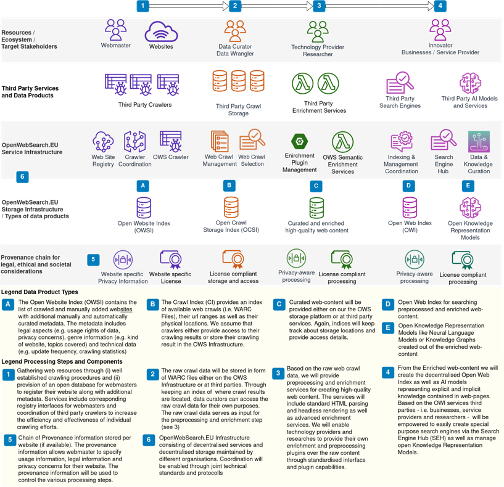 1 2 3 4
Resources /
Ecosystem /
Target Stakeholders
Webmaster
Websites
Data Curator
Data Wrangler
Technology Provider
Researcher
Innovator
Businesses / Service Provider
Third Party Services
and Data Products
Third Party Crawlers
Third Party Crawl
Storage
Third Party
Enrichment Services
Third Party
Search Engines
Third Party AI Models
and Services
OpenWebSearch.EU
Service Infrastructure
Web Site
Registry
Crawler
Coordination
OWS Crawler
Web Crawl
Management
Web Crawl
Selection
Enirchment
Plugin
Management
OWS Semantic
Enrichment
Services
Indexing &
Management
Coordination
Search
Engine
Hub
Data &
Knowledge
Curation
6
OpenWebSearch.EU
Storage Infrastructure
/ Types of data products
A
Open Website Index
(OWSI)
B
Open Crawl
Storage Index (OCSI)
C
Curated and enriched
high-quality web content
D
Open Web Index
(OWI)
E
Open Knowledge
Representation
Models
Provenance chain for
legal, ethical and societal
considerations
5
Website specific
Privacy Information
Website specific
License
License compliant
storage and access
Privacy-aware
processing
License compliant
processing
Privacy-aware
processing
License compliant
processing
Legend Data Product Types
A
The Open Website Index (OWSI) contains the
list of crawled and manually added websites
with additional manually and automatically
curated metadata. The metadata includes
legal aspects (e.g. usage rights of data,
privacy concerns), genre information (e.g. kind
of website, topics covered) and technical data
(e.g. update frequency, crawling statistics)
B
The Crawl Index (CI) provides an index
of available web crawls (i.e. WARC
Files), their url ranges as well as their
physical locations. We assume that
crawlers either provide access to their
crawling results or store their crawling
result in the OWS Infrastructure.
C
Curated web-content will be
provided either on our the OWS
storage platform or at third party
services. Again, Indices will keep
track about storage locations and
provide access details.
D
Open Web Index for
searching preprocessed and
enriched web-content.
E
Open Knowledge Representation
Models like Neural Language
Models or Knowledge Graphs
created out of the enriched web
content
Legend Processing Steps and Components
1
Gathering web resources through (i) well
established crawling procedures and (ii)
provision of an open database for webmasters
to register their website along with additional
metadata. Services include corresponding
registry interface for webmasters and
coordination of third party crawlers to increase
the efficiency and effectiveness of individual
crawling efforts.
2
The raw crawl data will be stored in form
of WARC files either on the OWS
Infrastructure or at third parties. Through
keeping an index of where crawl results
are located, data curators can access the
raw crawl data for their own purposes.
The raw crawl data serves as input for
the preprocessing and enrichment step
(see 3)
3
Based on the raw web crawl
data, we will provide
preprocessing and enrichment
services for creating high-quality
web content. The services will
include standard HTML parsing
and headless rendering as well
as advanced enrichment
services. We will enable
technology providers and
researchers to provide their own
enrichment and preprocessing
plugins over the raw content
through standardised interface
and plugin capabilities.
4
From the Enriched web-content we will
create the decentralised Open Web
Index as well as AI models
representing explicit and implicit
knowledge contained in web-pages.
Based on the OWI services third
parties - i.e. businesses, service
providers and researchers - will be
empowered to easily create special
purpose search engines via the Search
Engine Hub (SEH) as well as manage
open Knowledge Representation
Models.
5
Chain of Provenance information stored per
website (if available). The provenance
information allows webmaster to specify
usage information, legal information and
privacy concerns for their website. The
provenance information will be used to
control the various processing steps.
6
OpenWebSearch.EU Infrastructure
consisting of decentralised services and
decentralised storage maintained by
different organisations. Coordination will
be enabled through joint technical
standards and protocolls